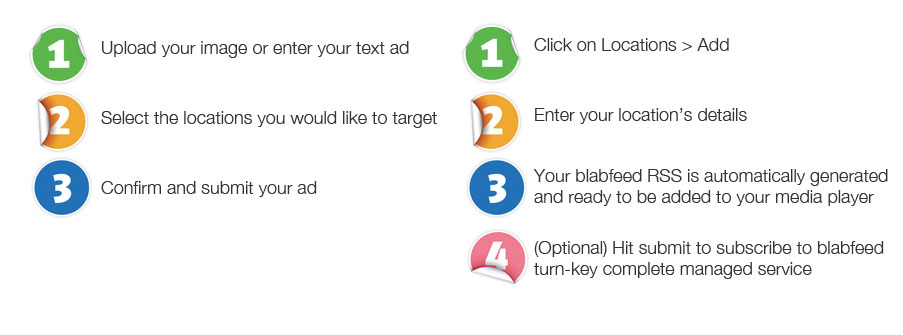 1 Upload your image or enter your text ad
2 Select the locations you would like to target
3 Confirm and submit your ad
1 Click on Locations > Add
2 Enter your location's details
3 Your blabfeed RSS is automatically generated
and ready to be added to your media player
4 (Optional) Hit submit to subscribe to blabfeed
turn-key complete managed service